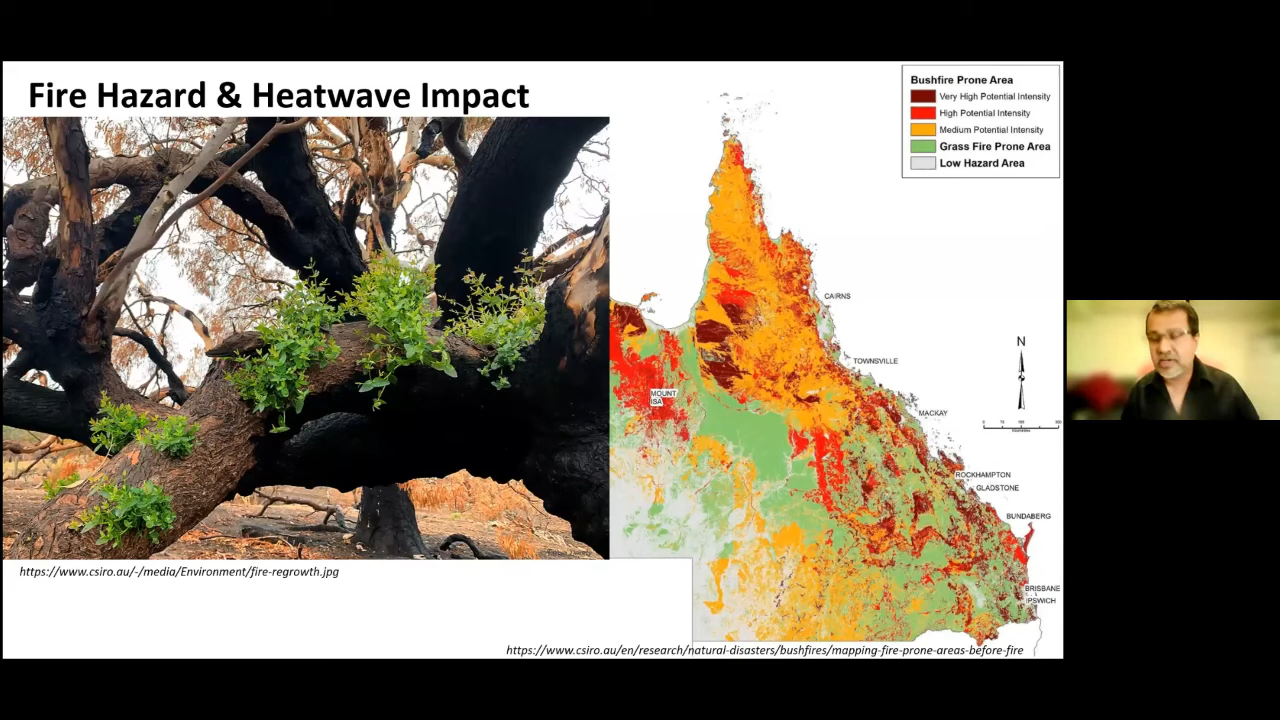 Fire Hazard & Heatwave Impact
Bushfire Prone Area
Very High Potential Intensity
High Potential Intensity
Medium Potential Intensity
Grass Fire Prone Area
Low Hazard Area
CAIRNS
N
TOWNSVILLE
MOUNT
ISA
MACKAY
ROCKHAMPTON
GLADSTONE
BUNDABERG
BRISBANE
IPSWICH
https://www.csiro.au/-/media/Environment/fire-regrowth.jpg
https://www.csiro.au/en/research/natural-disasters/bushfires/mapping-fire-prone-areas-before-fire